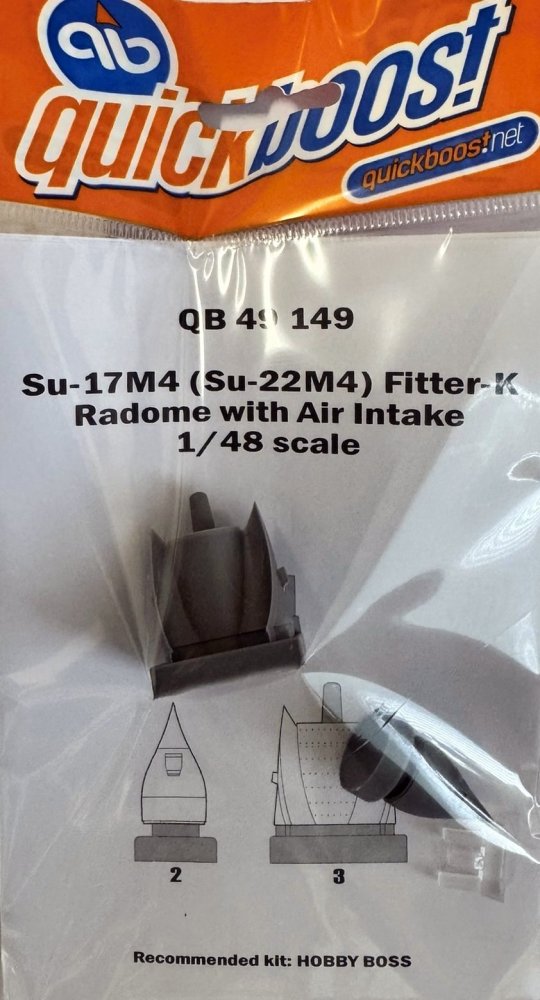 qb
quickboost
quickboost.net
QB 49 149
Su-17M4 (Su-22M4) Fitter-K
Radome with Air Intake
1/48 scale
2
3
Recommended kit: HOBBY BOSS